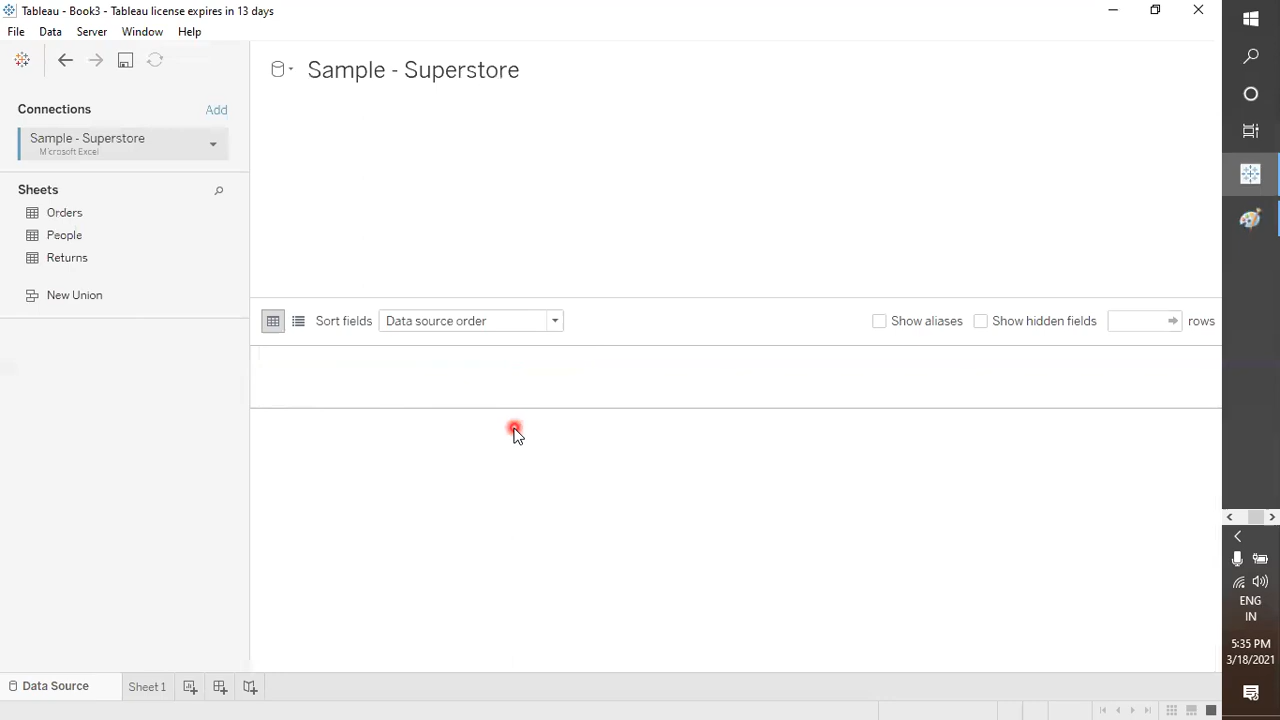 Tableau - Book3 - Tableau license expires in 13 days
File Data Server Window Help
Sample - Superstore
Connections Add
Sample - Superstore
Microsoft Excel
Sheets
Orders
People
Returns
New Union
Sort fields Data source order Show aliases Show hidden fields rows
Data Source Sheet 1
ENG
IN
5:35 PM
3/18/2021